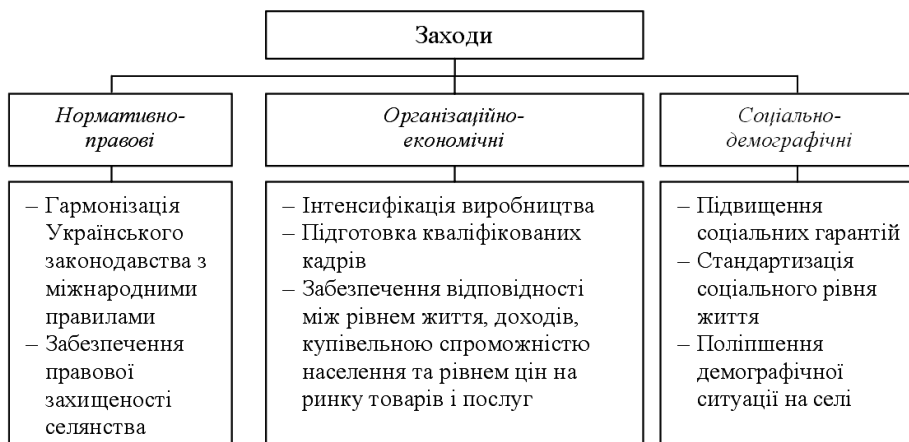 Заходи
Нормативно-
правові
Організаційно-
економічні
Соціально-
демографічні
– Гармонізація
Українського
законодавства з
міжнародними
правилами
– Забезпечення
правової
захищеності
селянства
– Інтенсифікація виробництва
– Підготовка кваліфікованих
кадрів
– Забезпечення відповідності
між рівнем життя, доходів,
купівельною спроможністю
населення та рівнем цін на
ринку товарів і послуг
– Підвищення
соціальних гарантій
– Стандартизація
соціального рівня
життя
– Поліпшення
демографічної
ситуації на селі